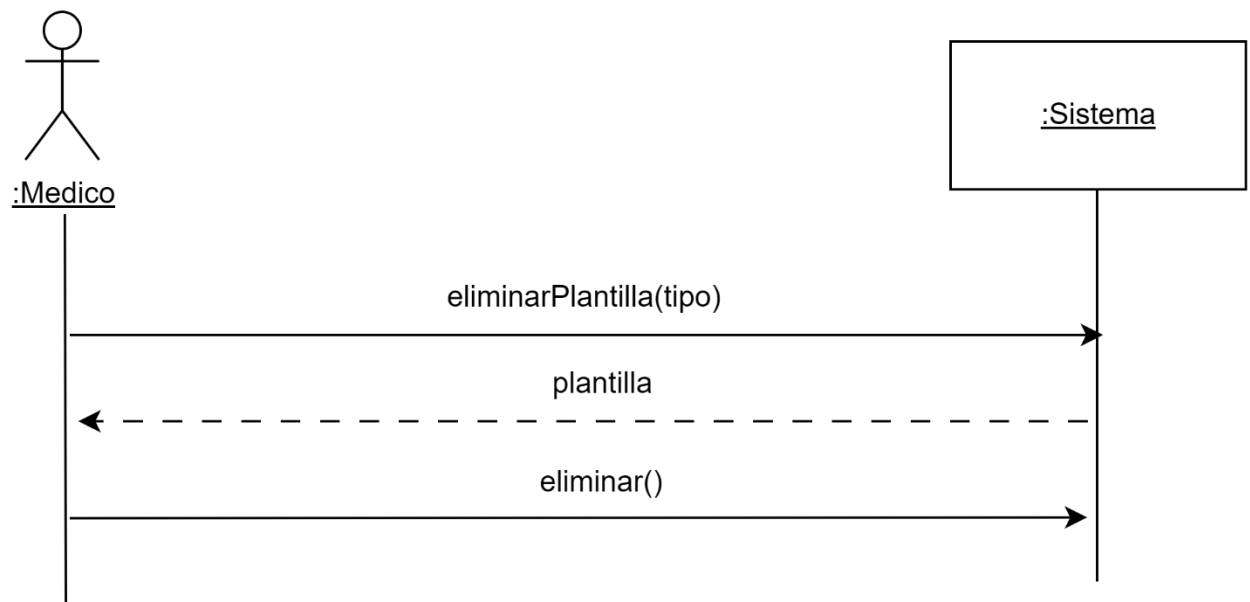 :Medico
:Sistema
eliminarPlantilla(tipo)
plantilla
eliminar()